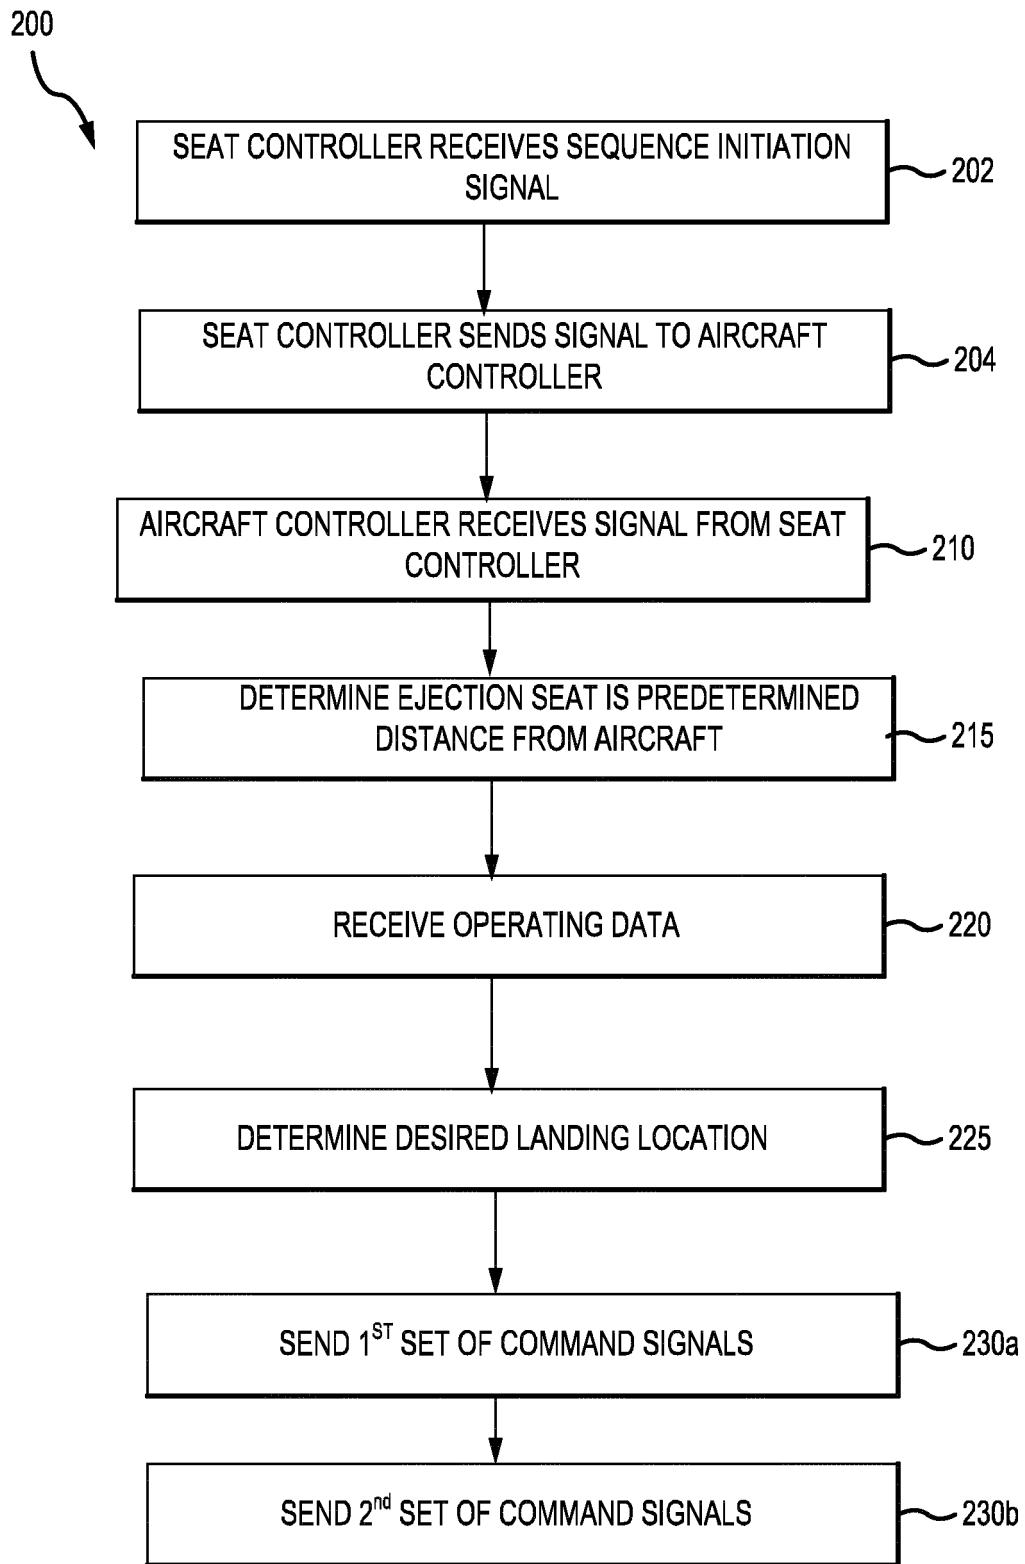 200
SEAT CONTROLLER RECEIVES SEQUENCE INITIATION
SIGNAL
202
SEAT CONTROLLER SENDS SIGNAL TO AIRCRAFT
CONTROLLER
204
AIRCRAFT CONTROLLER RECEIVES SIGNAL FROM SEAT
CONTROLLER
210
DETERMINE EJECTION SEAT IS PREDETERMINED
DISTANCE FROM AIRCRAFT
215
RECEIVE OPERATING DATA
220
DETERMINE DESIRED LANDING LOCATION
225
SEND 1ST SET OF COMMAND SIGNALS
230a
SEND 2nd SET OF COMMAND SIGNALS
230b